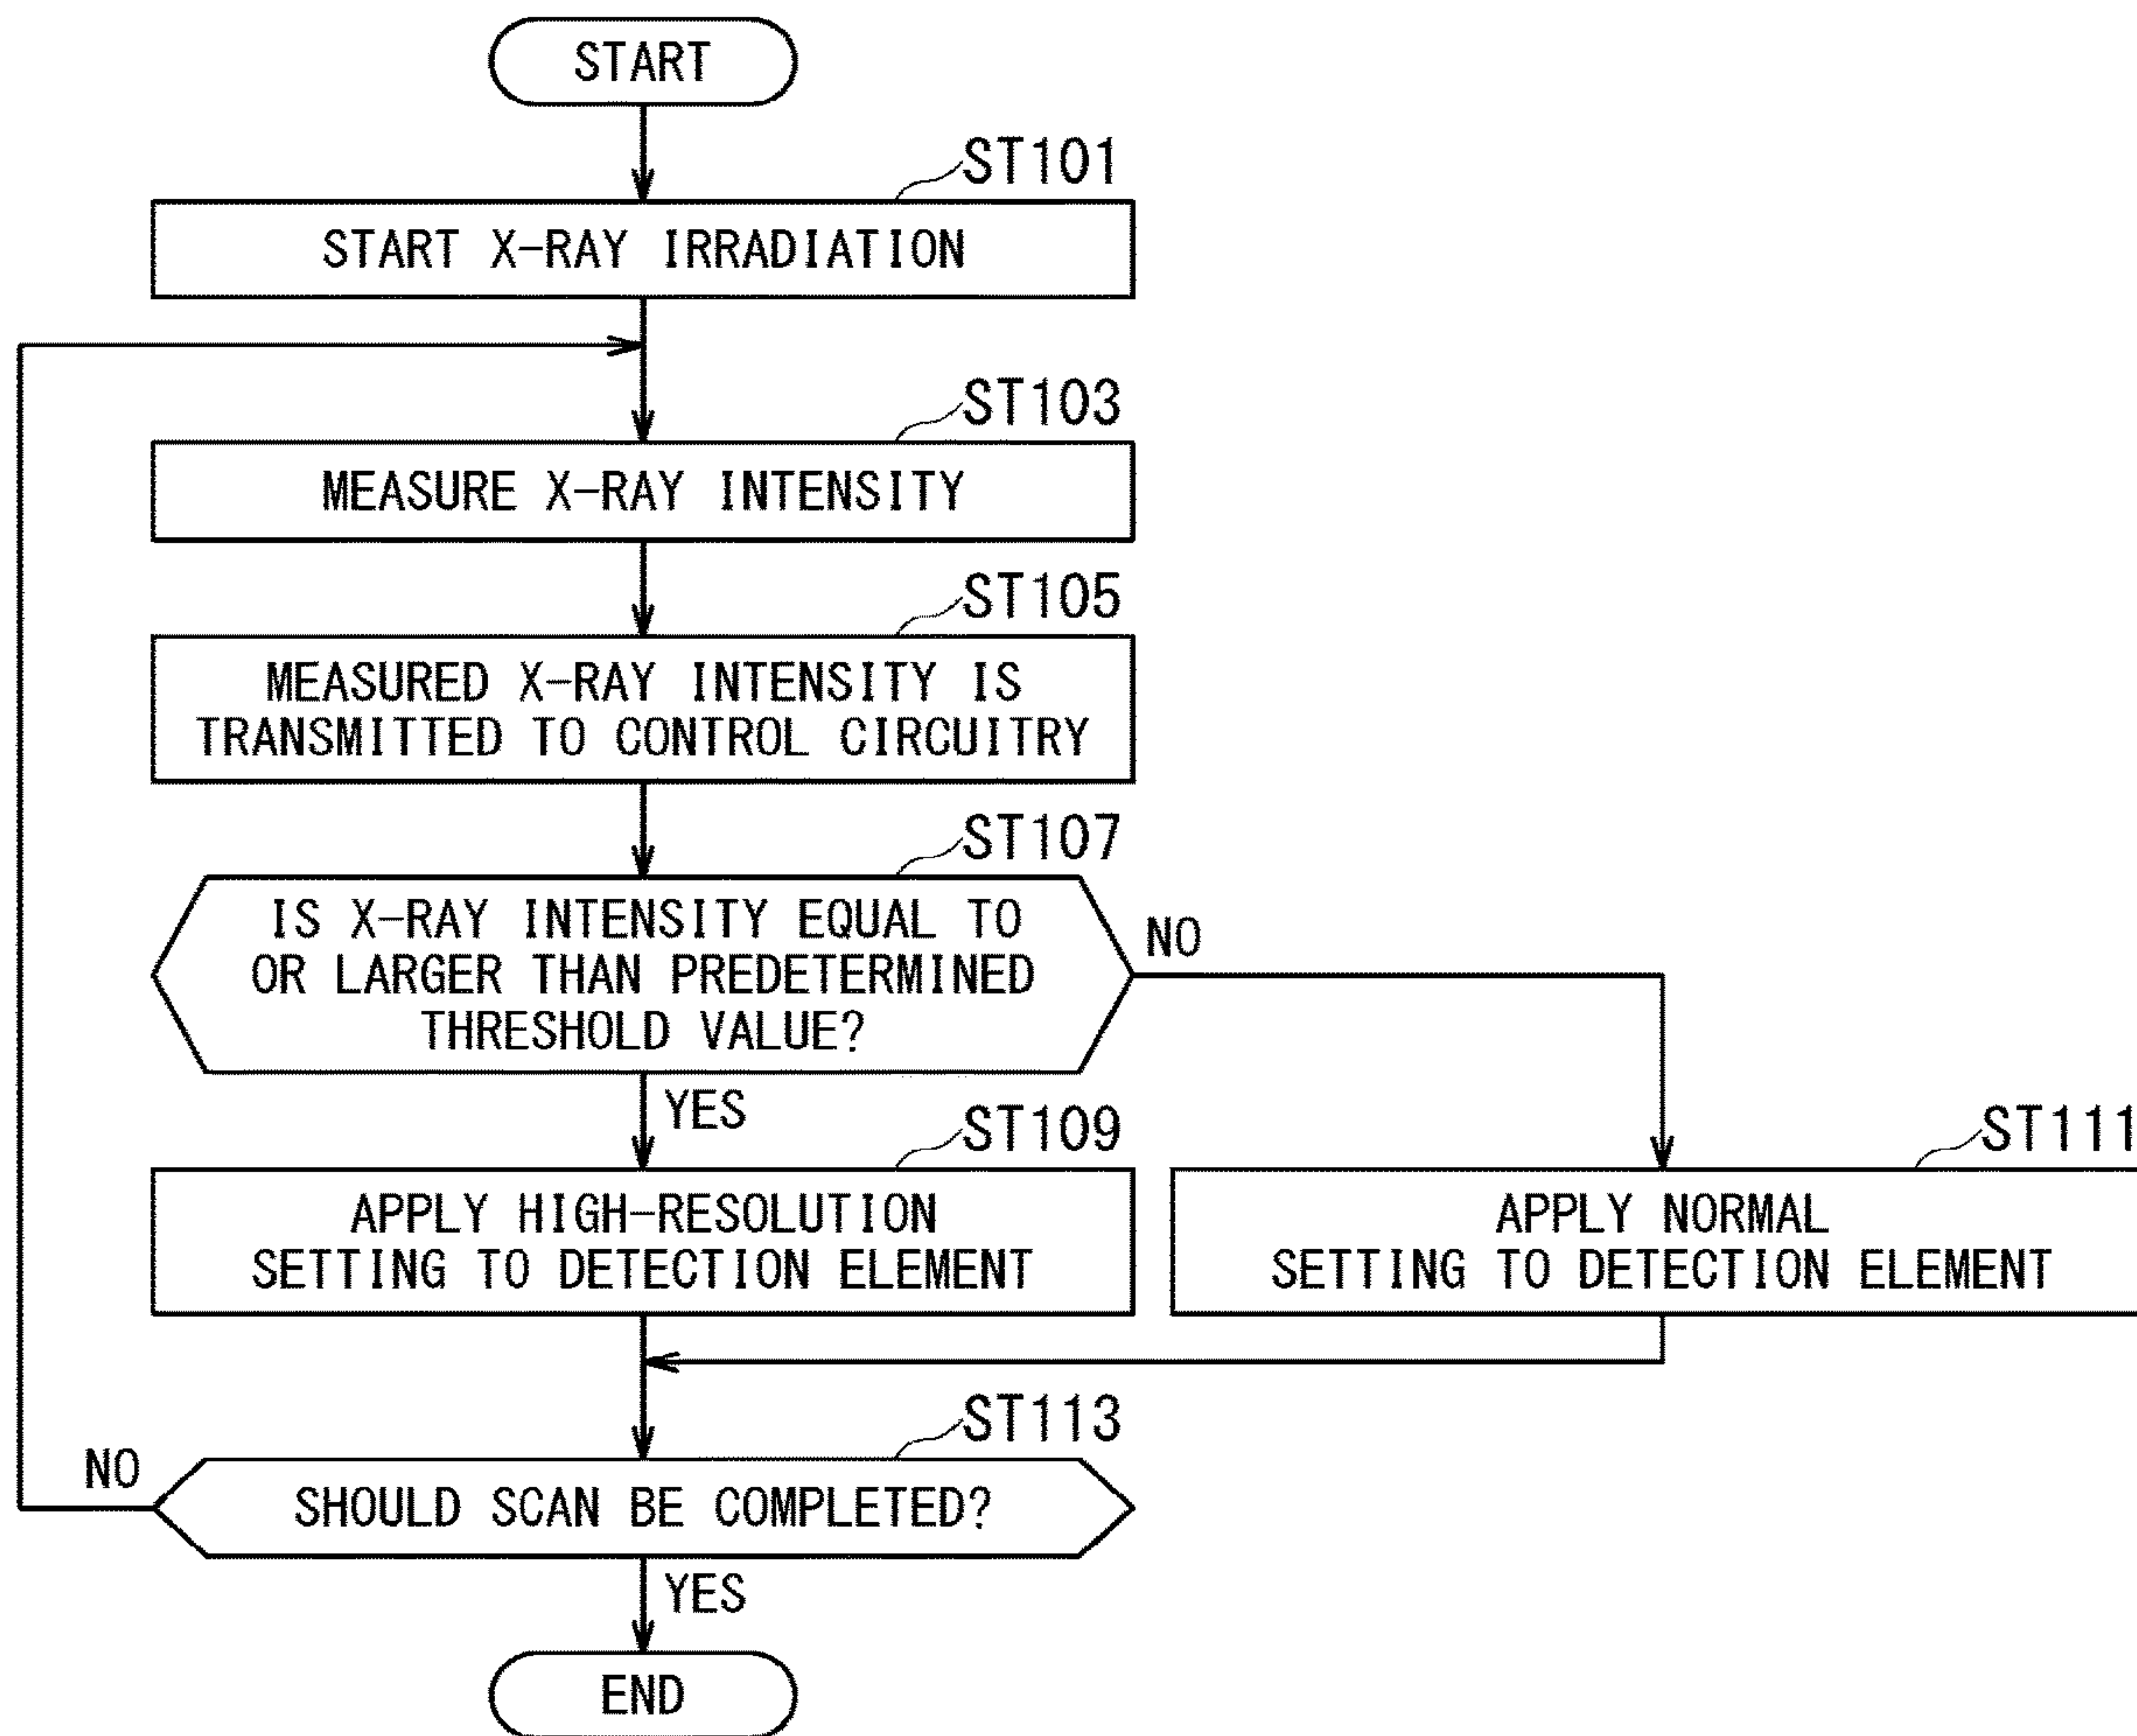 START
ST101
START X-RAY IRRADIATION
ST103
MEASURE X-RAY INTENSITY
ST105
MEASURED X-RAY INTENSITY IS
TRANSMITTED TO CONTROL CIRCUITRY
ST107
IS X-RAY INTENSITY EQUAL TO
OR LARGER THAN PREDETERMINED
THRESHOLD VALUE?
NO
YES
ST109
APPLY HIGH-RESOLUTION
SETTING TO DETECTION ELEMENT
ST111
APPLY NORMAL
SETTING TO DETECTION ELEMENT
ST113
NO
SHOULD SCAN BE COMPLETED?
YES
END